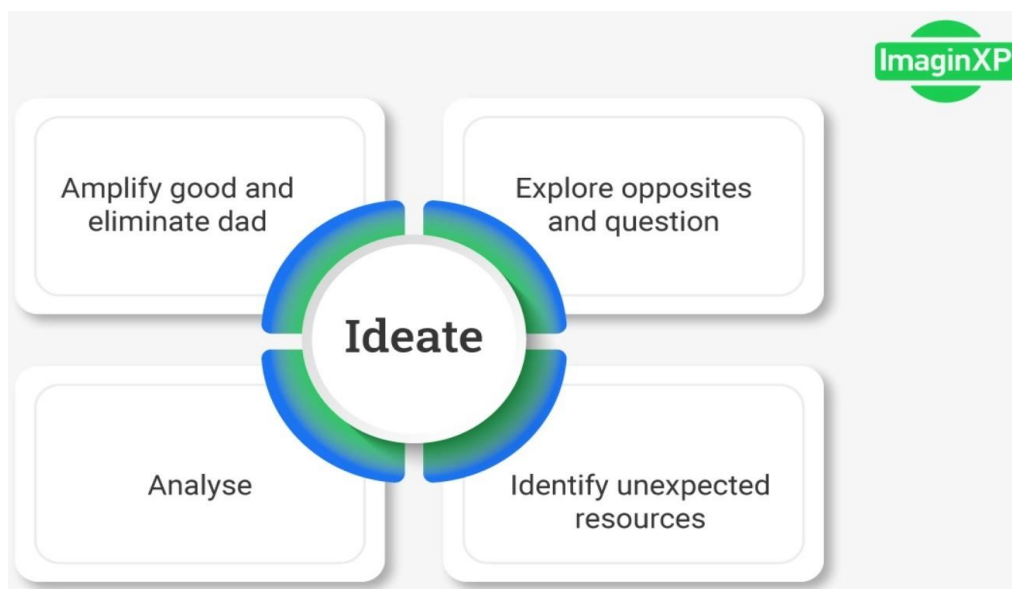 ImaginXP
Amplify good and
eliminate dad
Explore opposites
and question
Ideate
Analyse
Identify unexpected
resources